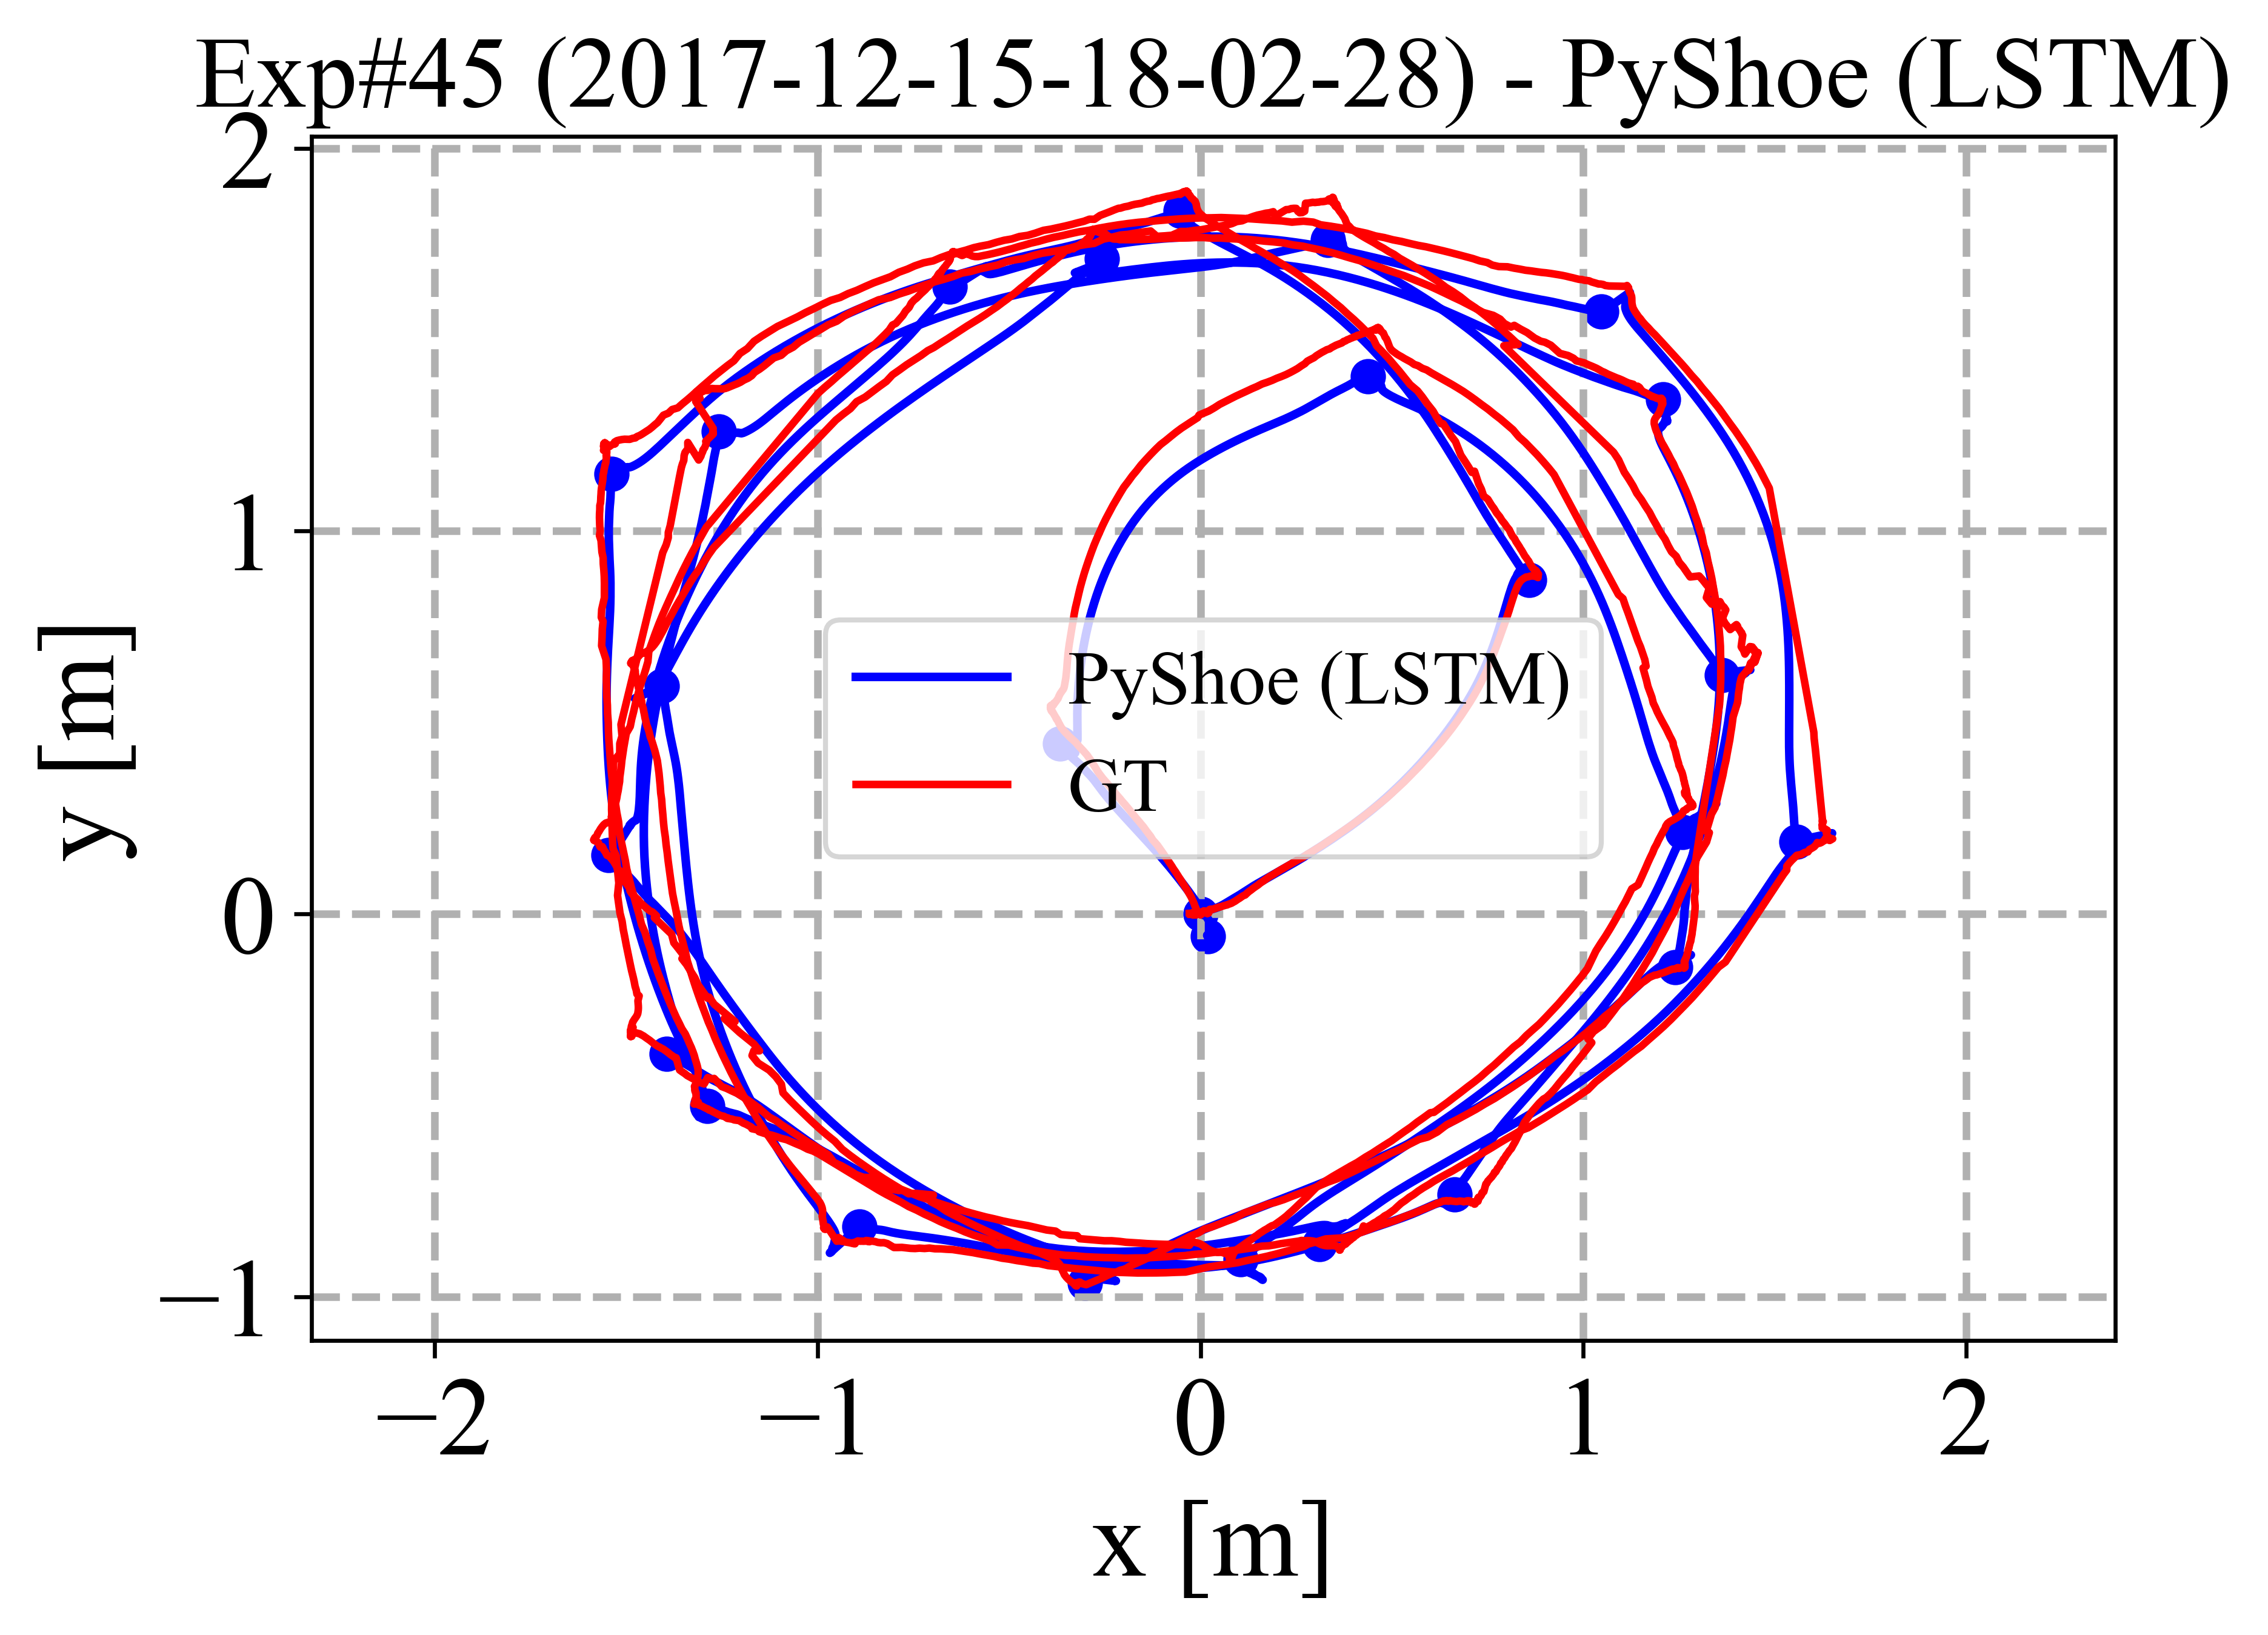 Exp#45 (2017-12-15-18-02-28) - PyShoe (LSTM)
2
1
0
−1
y [m]
PyShoe (LSTM)
GT
−2 −1 0 1 2
x [m]